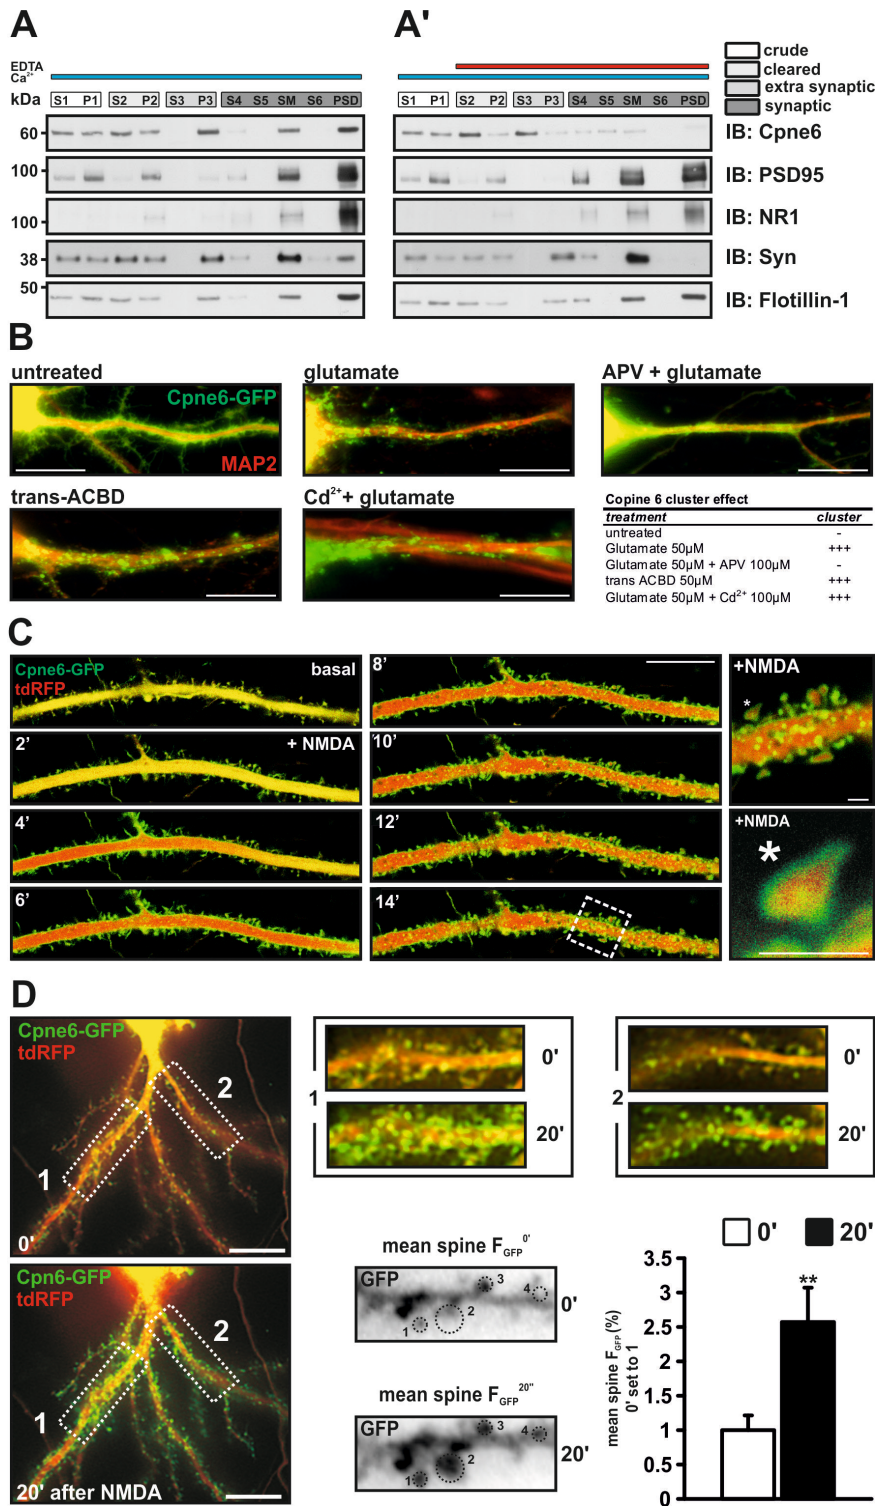 A
A'
EDTA
Ca²⁺
crude
cleared
extra synaptic
synaptic
kDa
S1 P1 S2 P2 S3 P3 S4 S5 SM S6 PSD
S1 P1 S2 P2 S3 P3 S4 S5 SM S6 PSD
60
IB: Cpne6
100
IB: PSD95
100
IB: NR1
38
IB: Syn
50
IB: Flotillin-1
B
untreated
Cpne6-GFP
MAP2
glutamate
APV + glutamate
trans-ACBD
Cd²⁺+ glutamate
Copine 6 cluster effect
treatment cluster
untreated -
Glutamate 50µM +++
Glutamate 50µM + APV 100µM -
trans ACBD 50µM +++
Glutamate 50µM + Cd²⁺ 100µM +++
C
Cpne6-GFP
tdRFP
basal
2'
+ NMDA
4'
6'
8'
10'
12'
14'
+NMDA
*
+NMDA
*
D
Cpne6-GFP
tdRFP
1
2
0'
Cpn6-GFP
tdRFP
1
2
20' after NMDA
1
0'
20'
2
0'
20'
mean spine F GFP 0'
GFP
1
2
3
4
0'
mean spine F GFP 20"
GFP
1
2
3
4
20'
0'
20'
mean spine F GFP (%)
0' set to 1
3.5
3
2.5
2
1.5
1
0.5
0
**